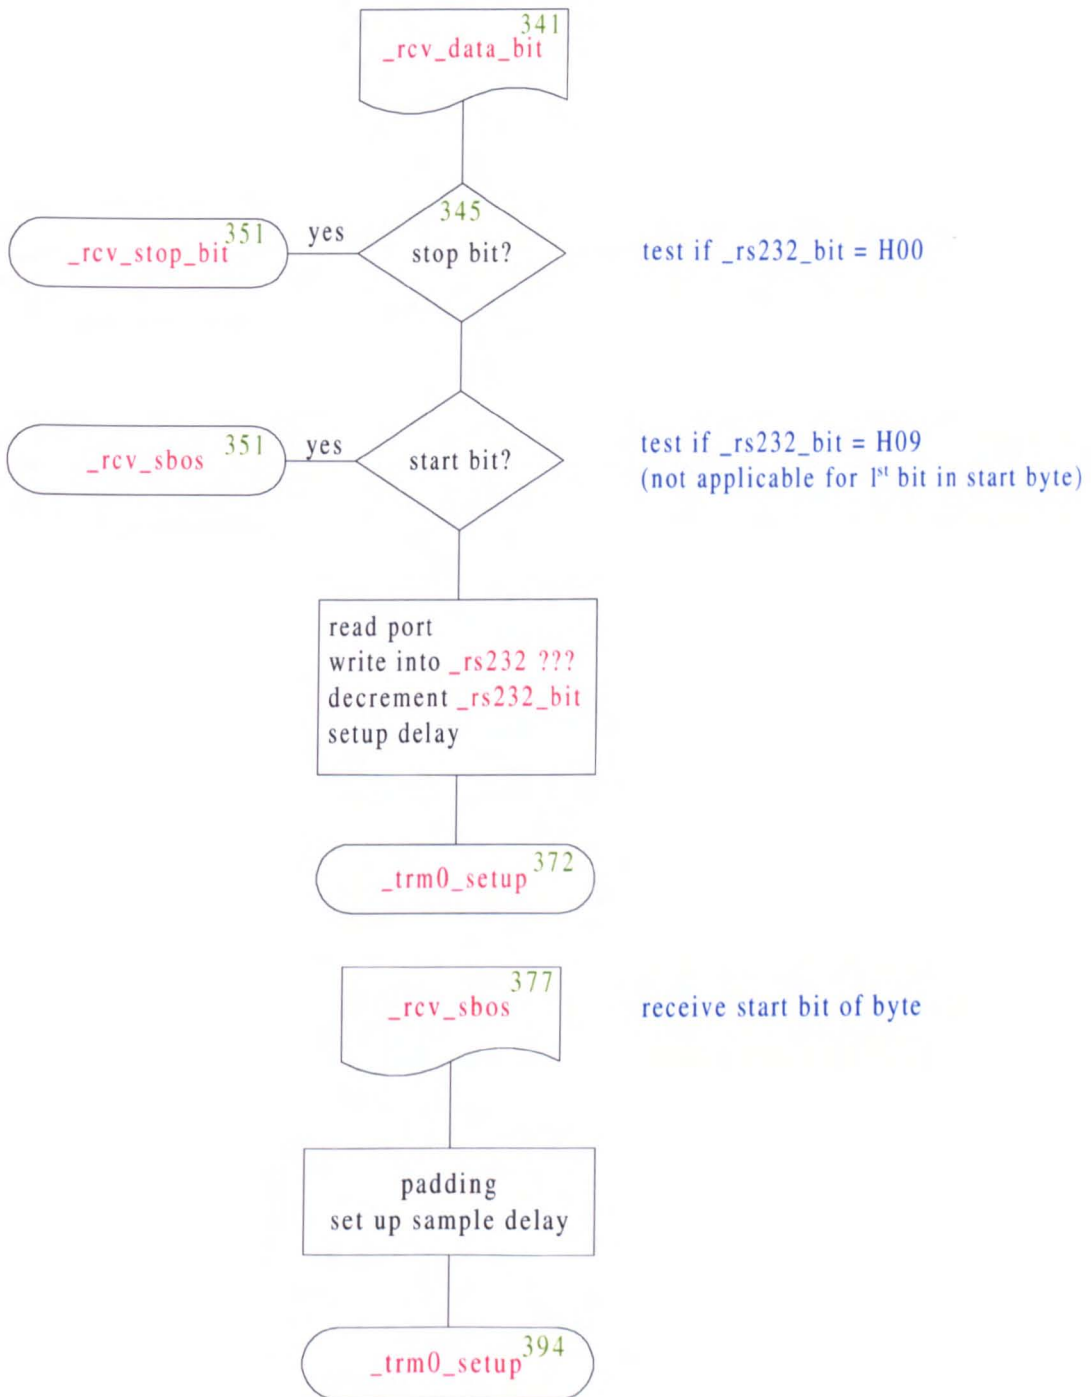 341
_rcv_data_bit
345
351
yes
_rcv_stop_bit
stop bit?
test if _rs232_bit = H00
351
yes
_rcv_sbos
start bit?
test if _rs232_bit = H09
(not applicable for 1st bit in start byte)
read port
write into _rs232 ???
decrement _rs232_bit
setup delay
372
_trm0_setup
377
_rcv_sbos
receive start bit of byte
padding
set up sample delay
394
_trm0_setup